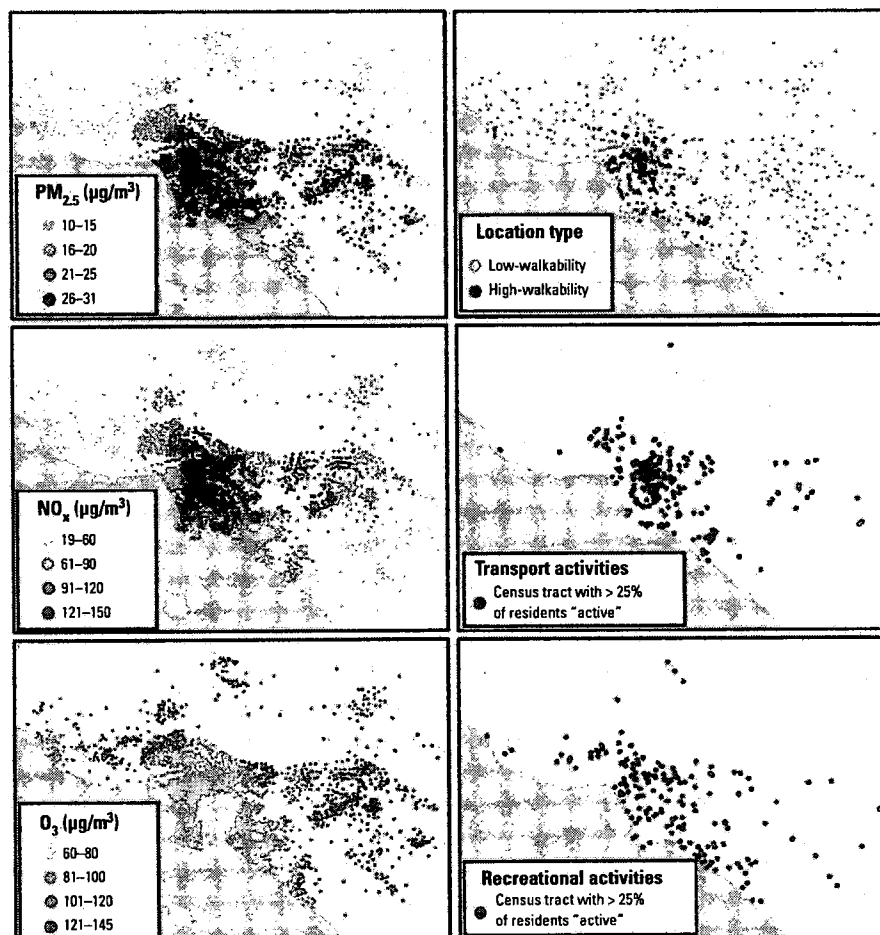 PM2.5 (µg/m³)
10–15
16–20
21–25
26–31
Location type
Low-walkability
High-walkability
NOx (µg/m³)
19–60
61–90
91–120
121–150
Transport activities
Census tract with > 25%
of residents "active"
O3 (µg/m³)
60–80
81–100
101–120
121–145
Recreational activities
Census tract with > 25%
of residents "active"